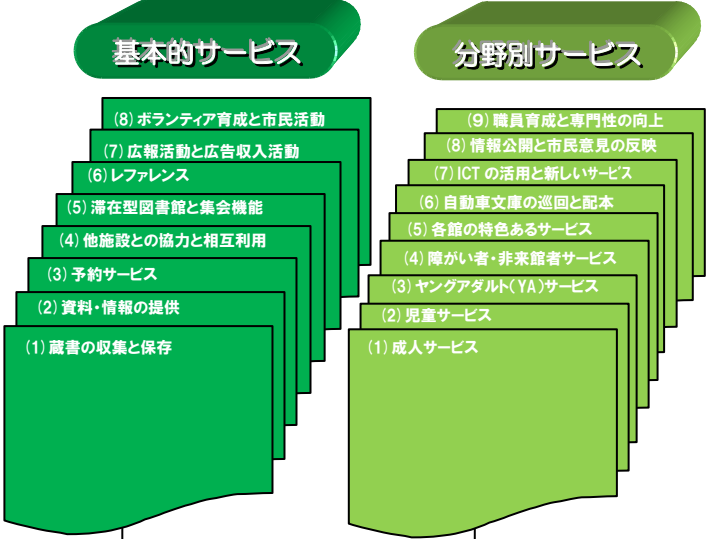 基本的サービス
(8)ボランティア育成と市民活動
(7)広報活動と広告収入活動
(6)レファレンス
(5)滞在型図書館と集会機能
(4)他施設との協力と相互利用
(3)予約サービス
(2)資料・情報の提供
(1)蔵書の収集と保存
分野別サービス
(9)職員育成と専門性の向上
(8)情報公開と市民意見の反映
(7)ICTの活用と新しいサービス
(6)自動車文庫の巡回と配本
(5)各館の特色あるサービス
(4)障がい者・非来館者サービス
(3)ヤングアダルト(YA)サービス
(2)児童サービス
(1)成人サービス